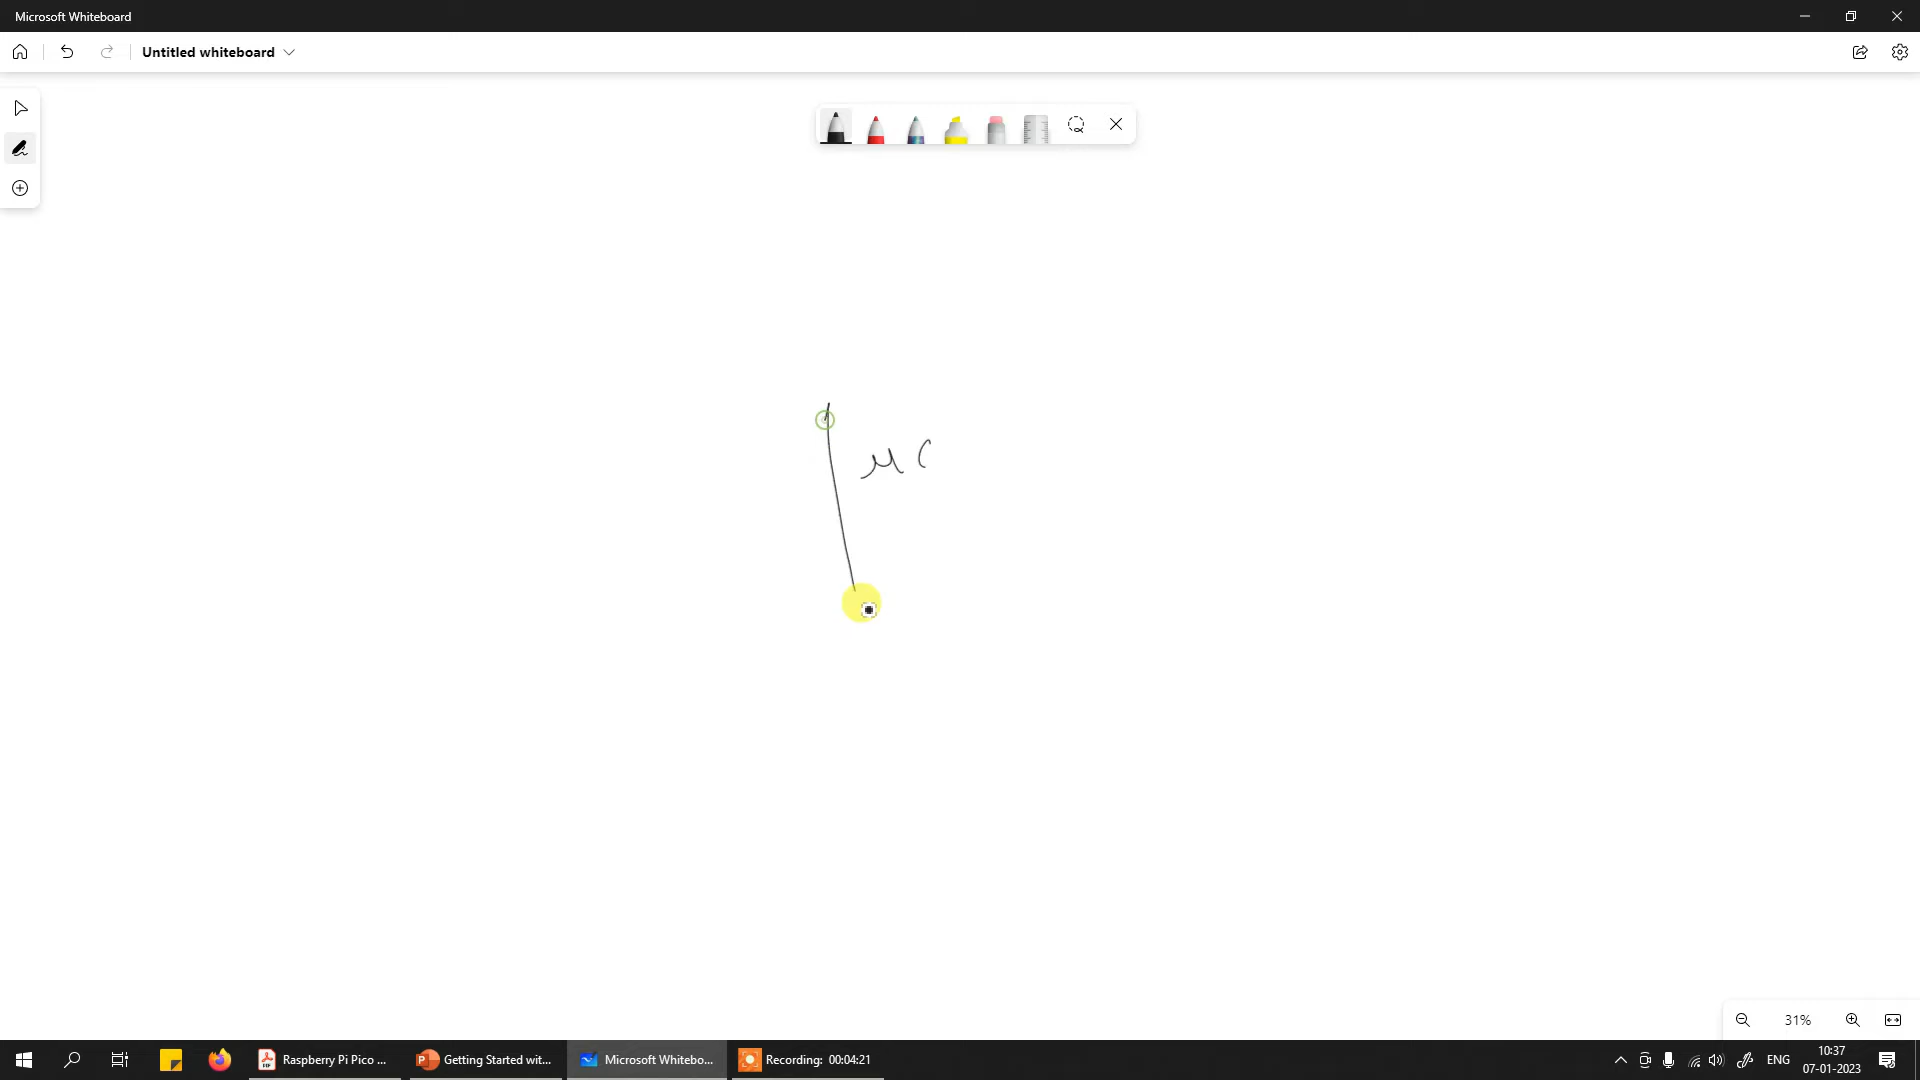 Microsoft Whiteboard
Untitled whiteboard
μC
31%
Raspberry Pi Pico ...
Getting Started wit...
Microsoft Whitebo...
Recording: 00:04:21
ENG
10:37
07-01-2023